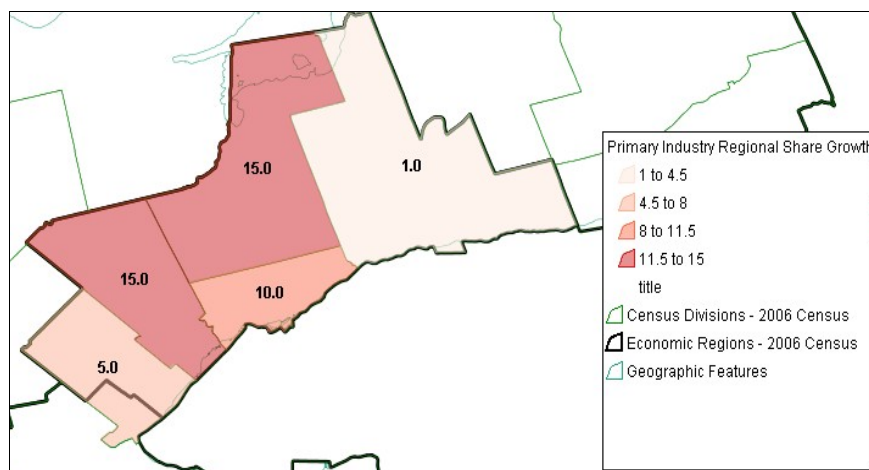 15.0
1.0
15.0
10.0
5.0
Primary Industry Regional Share Growth
1 to 4.5
4.5 to 8
8 to 11.5
11.5 to 15
title
Census Divisions - 2006 Census
Economic Regions - 2006 Census
Geographic Features